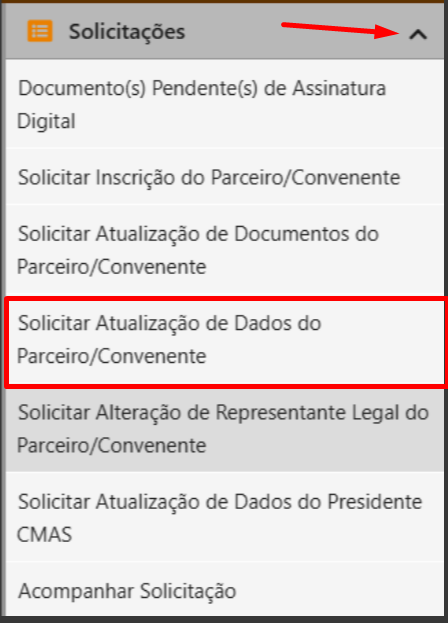 Solicitações
Documento(s) Pendente(s) de Assinatura
Digital
Solicitar Inscrição do Parceiro/Convenente
Solicitar Atualização de Documentos do
Parceiro/Convenente
Solicitar Atualização de Dados do
Parceiro/Convenente
Solicitar Alteração de Representante Legal do
Parceiro/Convenente
Solicitar Atualização de Dados do Presidente
CMAS
Acompanhar Solicitação